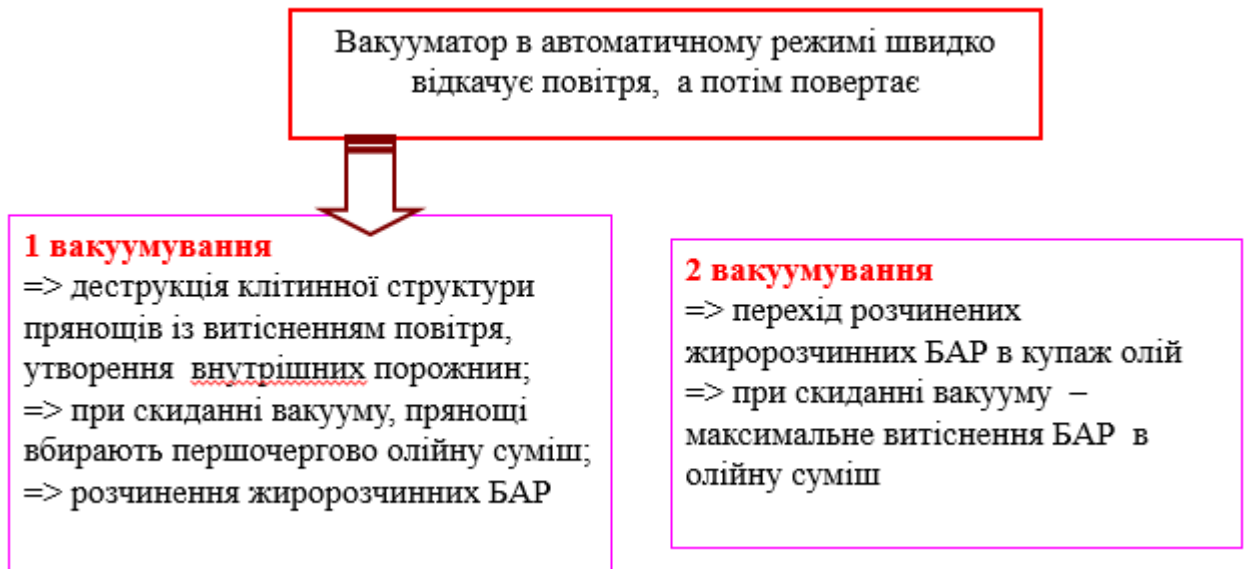 Вакууматор в автоматичному режимі швидко
відкачує повітря, а потім повертає
1 вакуумування
=> деструкція клітинної структури
прянощів із витісненням повітря,
утворення внутрішних порожнин;
=> при скиданні вакууму, прянощі
вбирають першочергово олійну суміш;
=> розчинення жиророзчинних БАР
2 вакуумування
=> перехід розчинених
жиророзчинних БАР в купаж олій
=> при скиданні вакууму –
максимальне витіснення БАР в
олійну суміш